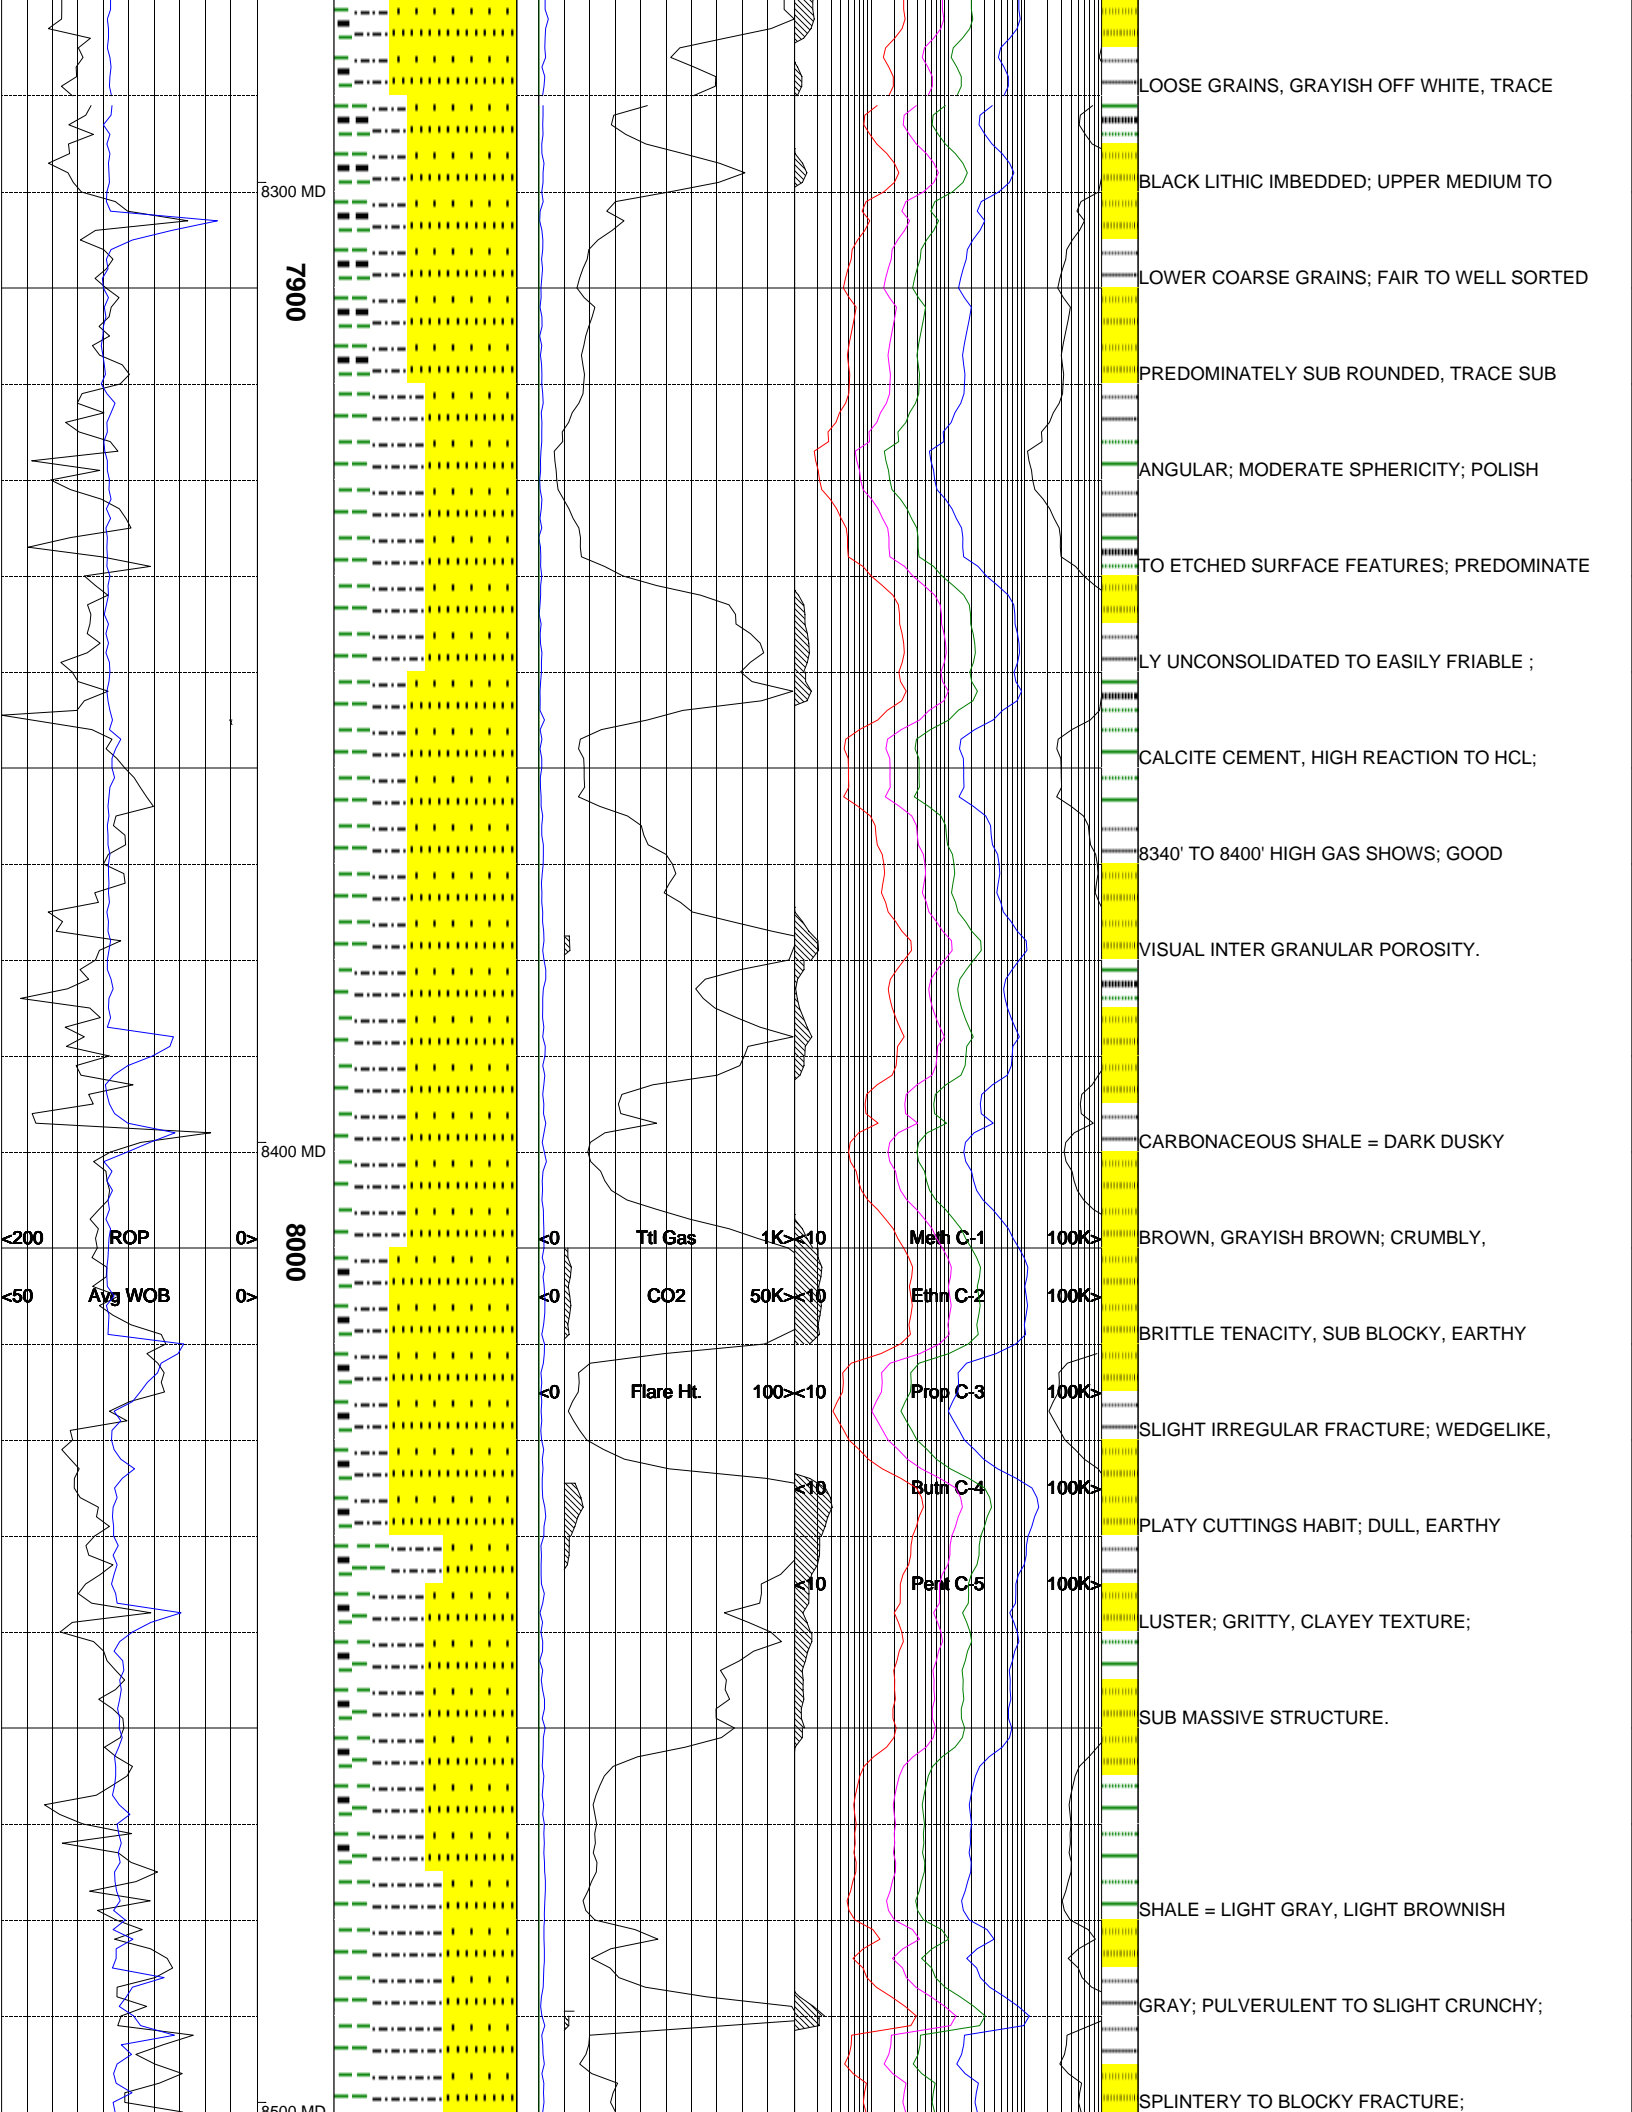 LOOSE GRAINS, GRAYISH OFF WHITE, TRACE
8300 MD
BLACK LITHIC IMBEDDED; UPPER MEDIUM TO
7900
LOWER COARSE GRAINS; FAIR TO WELL SORTED
PREDOMINATELY SUB ROUNDED, TRACE SUB
ANGULAR; MODERATE SPHERICITY; POLISH
TO ETCHED SURFACE FEATURES; PREDOMINATE
LY UNCONSOLIDATED TO EASILY FRIABLE ;
CALCITE CEMENT, HIGH REACTION TO HCL;
8340' TO 8400' HIGH GAS SHOWS; GOOD
VISUAL INTER GRANULAR POROSITY.
8400 MD
CARBONACEOUS SHALE = DARK DUSKY
<200 ROP 0>
8000
<0 Ttl Gas 1K>
<10 Meth C-1 100K>
BROWN, GRAYISH BROWN; CRUMBLY,
<50 Avg WOB 0>
<0 CO2 50K>
<10 Ethn C-2 100K>
BRITTLE TENACITY, SUB BLOCKY, EARTHY
<0 Flare Ht. 100>
<10 Prop C-3 100K>
SLIGHT IRREGULAR FRACTURE; WEDGELIKE,
<10 Butn C-4 100K>
PLATY CUTTINGS HABIT; DULL, EARTHY
<10 Pent C-5 100K>
LUSTER; GRITTY, CLAYEY TEXTURE;
SUB MASSIVE STRUCTURE.
SHALE = LIGHT GRAY, LIGHT BROWNISH
GRAY; PULVERULENT TO SLIGHT CRUNCHY;
SPLINTERY TO BLOCKY FRACTURE;
8500 MD